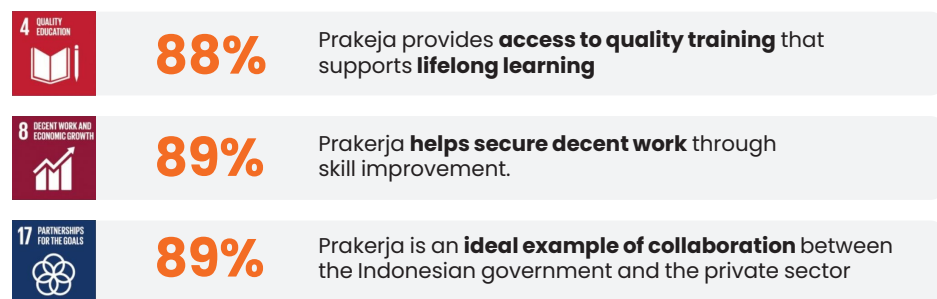 4 QUALITY
EDUCATION
88%
Prakeja provides access to quality training that
supports lifelong learning
8 DECENT WORK AND
ECONOMIC GROWTH
89%
Prakerja helps secure decent work through
skill improvement.
17 PARTNERSHIPS
FOR THE GOALS
89%
Prakerja is an ideal example of collaboration between
the Indonesian government and the private sector